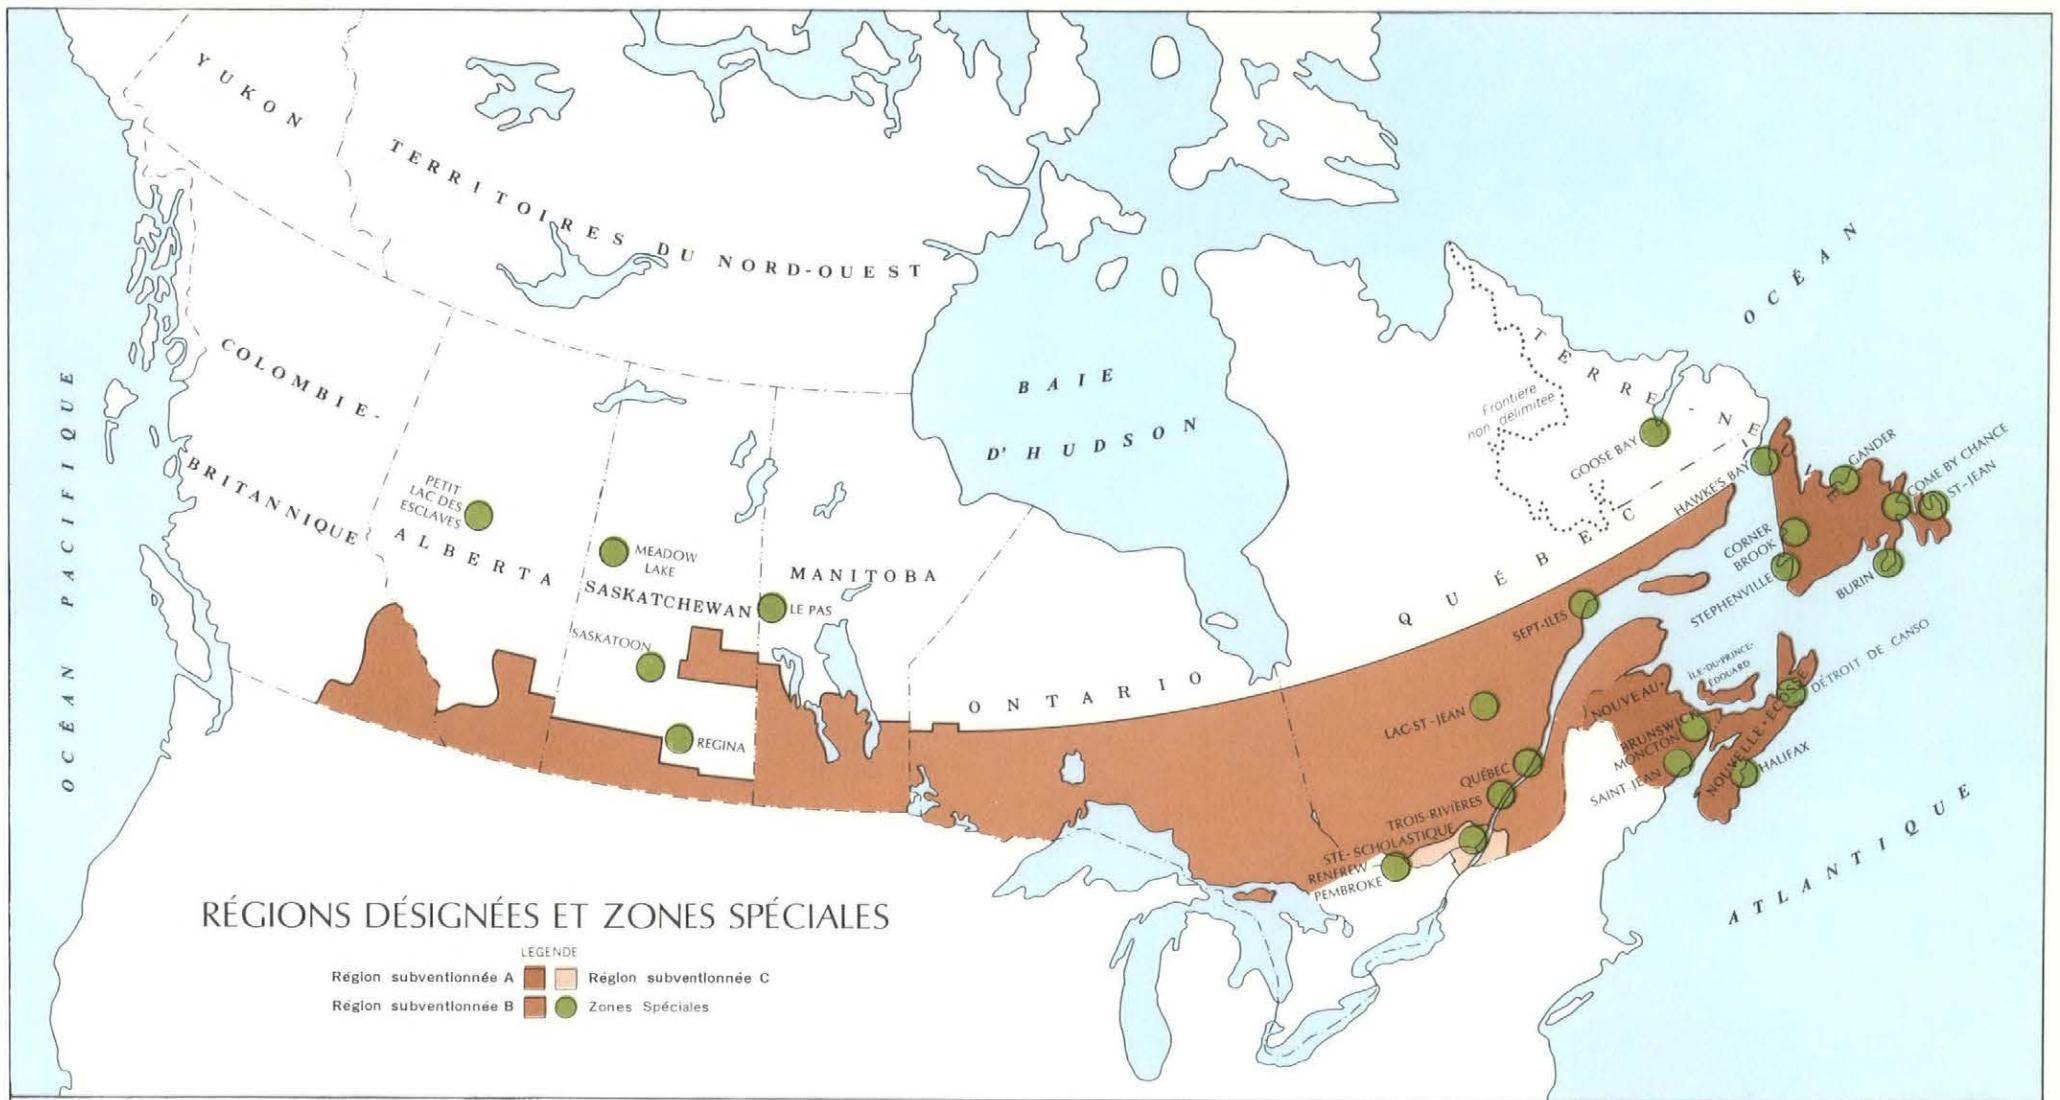 YUKON
TERRITOIRES DU NORD-OUEST
COLOMBIE-
BRITANNIQUE
OCÉAN PACIFIQUE
PETIT
LAC DES
ESCLAVES
ALBERTA
MEADOW
LAKE
SASKATCHEWAN
SASKATOON
REGINA
MANITOBA
LE PAS
BAIE
D'HUDSON
ONTARIO
QUÉBEC
Frontière
non délimitée
TERRE-NEUVE
GOOSE BAY
HAWKE'S BAY
GANDER
COME BY CHANCE
ST-JEAN
CORNER
BROOK
STEPHENVILLE
BURIN
SEPT-ILES
LAC-ST-JEAN
QUÉBEC
TROIS-RIVIÈRES
STE-SCHOLASTIQUE
RENFREW
PEMBROKE
ÎLE-DU-PRINCE-
ÉDOUARD
NOUVEAU-
BRUNSWICK
MONCTON
SAINT-JEAN
NOUVELLE-ÉCOSSE
DÉTROIT DE CANSO
HALIFAX
OCÉAN
ATLANTIQUE
RÉGIONS DÉSIGNÉES ET ZONES SPÉCIALES
LÉGENDE
Région subventionnée A
Région subventionnée C
Région subventionnée B
Zones Spéciales